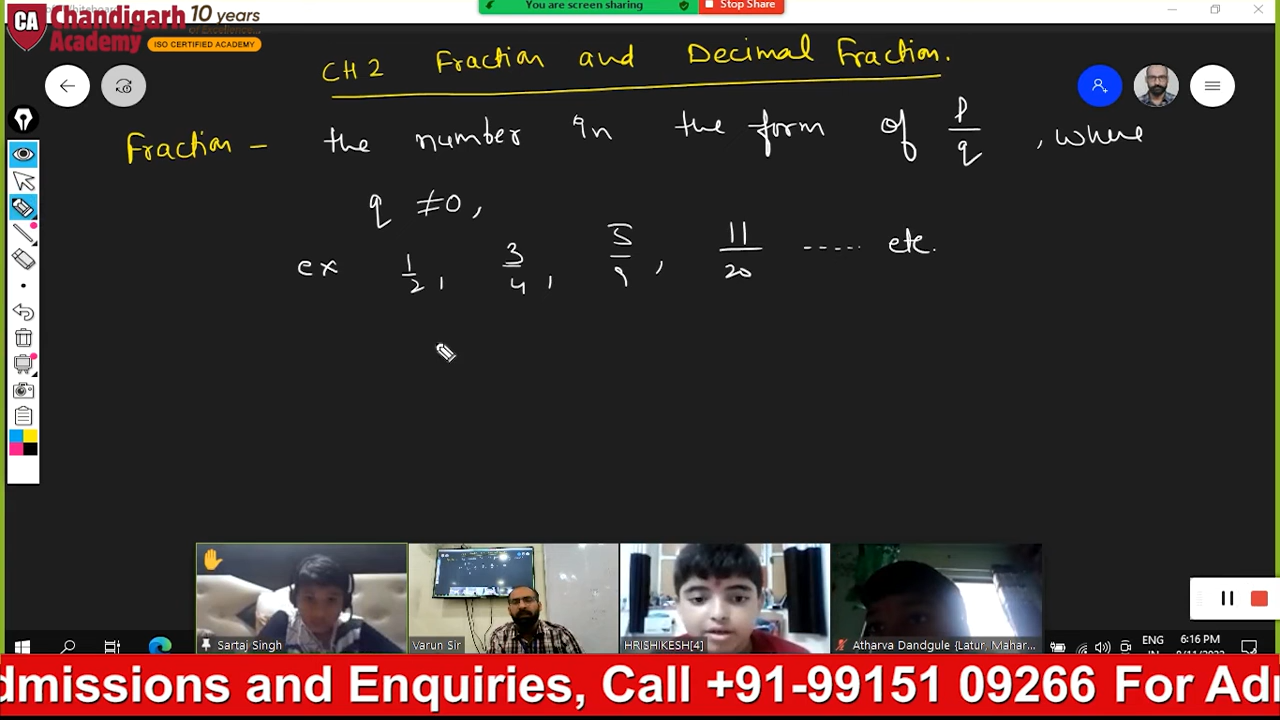 You are screen sharing Stop Share
CA Chandigarh Academy 10 years
ISO CERTIFIED ACADEMY
CH 2 Fraction and Decimal Fraction.
Fraction - the number in the form of p/q , where
q ≠0,
ex 1/2, 3/4, 5/9, 11/20 ----- etc.
Sartaj Singh
Varun Sir
HRISHIKESH[4]
Atharva Dandgule {Latur, Mahar...
ENG
6:16 PM
dmissions and Enquiries, Call +91-99151 09266 For Adm